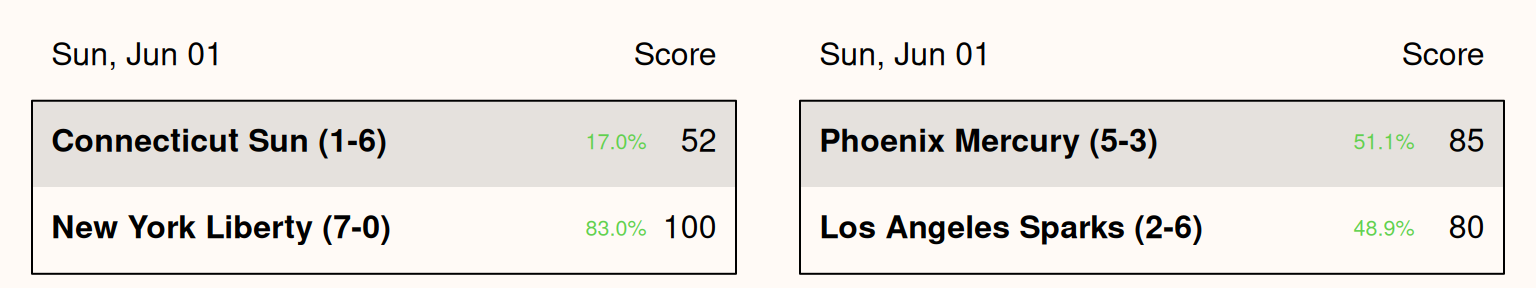 Sun, Jun 01 Score
Connecticut Sun (1-6) 17.0% 52
New York Liberty (7-0) 83.0% 100
Sun, Jun 01 Score
Phoenix Mercury (5-3) 51.1% 85
Los Angeles Sparks (2-6) 48.9% 80